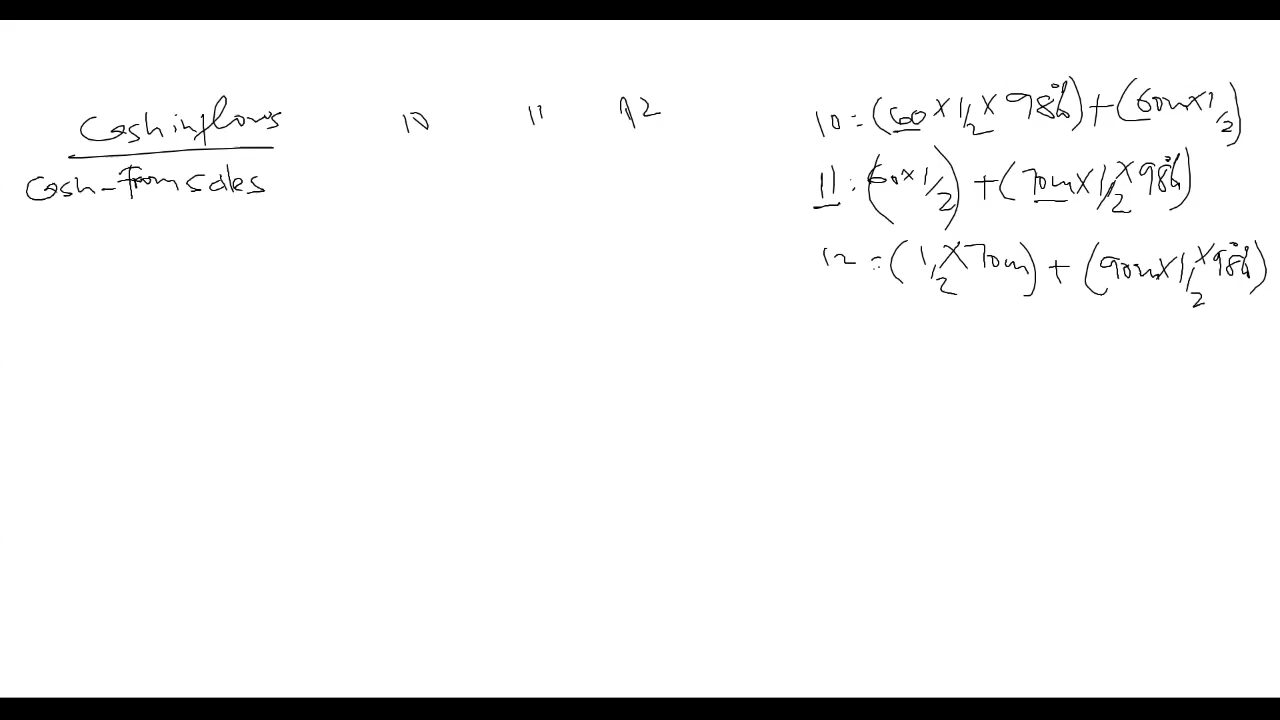 Cash inflows 10 11 12
Cash from sales
10 = (60 x 1/2 x 98%) + (60m x 1/2)
11 : (60 x 1/2) + (70m x 1/2 x 98%)
12 = (1/2 x 70m) + (90m x 1/2 x 98%)